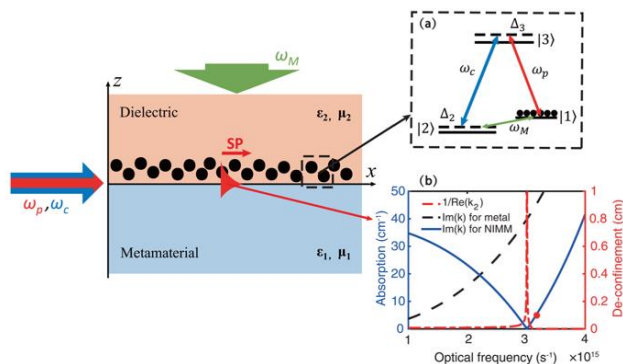 ω_M
z
Dielectric
ε₂, μ₂
SP
x
ω_p,ω_c
Metamaterial
ε₁, μ₁
(a)
Δ₃
|3⟩
ω_c
ω_p
Δ₂
|2⟩
ω_M
|1⟩
(b)
50
40
30
20
10
0
Absorption (cm⁻¹)
1/Re(k₂)
Im(k) for metal
Im(k) for NIMM
1
0.8
0.6
0.4
0.2
0
De-confinement (cm)
1 2 3 4
Optical frequency (s⁻¹) ×10¹⁵